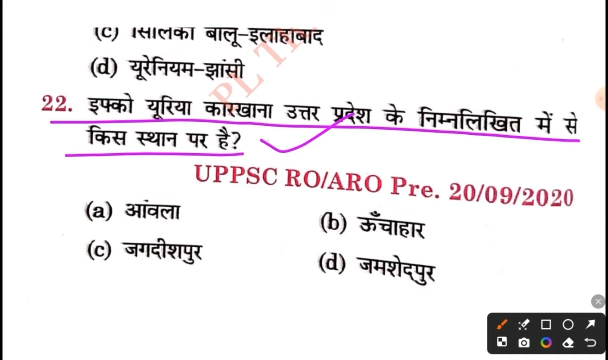 (c) सिलिका बालू-इलाहाबाद
(d) यूरेनियम-झांसी
22. इफ्को यूरिया कारखाना उत्तर प्रदेश के निम्नलिखित में से
किस स्थान पर है?
UPPSC RO/ARO Pre. 20/09/2020
(a) आंवला
(b) ऊँचाहार
(c) जगदीशपुर
(d) जमशेदपुर